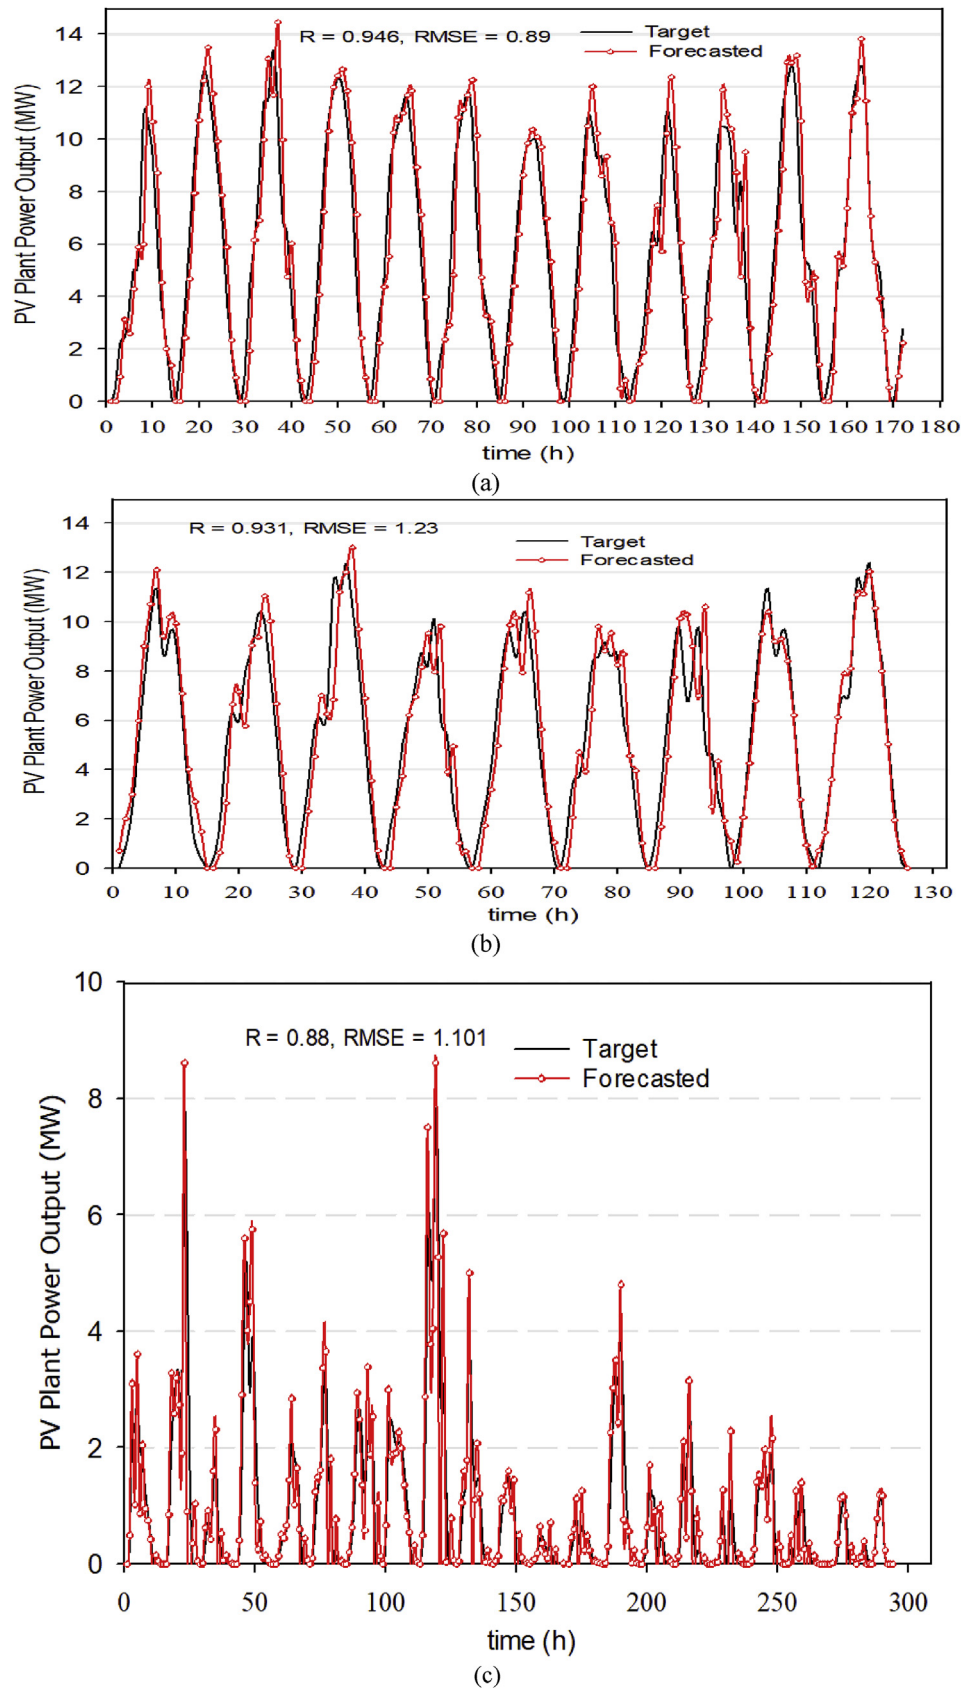 R = 0.946, RMSE = 0.89
Target
Forecasted
PV Plant Power Output (MW)
14
12
10
8
6
4
2
0
0 10 20 30 40 50 60 70 80 90 100 110 120 130 140 150 160 170 180
time (h)
(a)
R = 0.931, RMSE = 1.23
Target
Forecasted
PV Plant Power Output (MW)
14
12
10
8
6
4
2
0
0 10 20 30 40 50 60 70 80 90 100 110 120 130
time (h)
(b)
R = 0.88, RMSE = 1.101
Target
Forecasted
PV Plant Power Output (MW)
10
8
6
4
2
0
0 50 100 150 200 250 300
time (h)
(c)